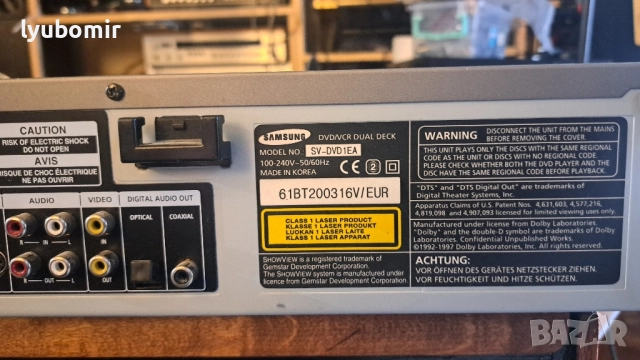 lyubomir
CAUTION
RISK OF ELECTRIC SHOCK
DO NOT OPEN
AVIS
RISQUE DE CHOC ÉLECTRIQUE
NE PAS OUVRIR
AUDIO
VIDEO
DIGITAL AUDIO OUT
OPTICAL
COAXIAL
R IN L
IN
R OUT L
OUT
SAMSUNG DVD/VCR DUAL DECK
MODEL NO. SV-DVD1EA
100-240V~50/60Hz
MADE IN KOREA
CE 2
61BT200316V/EUR
CLASS 1 LASER PRODUCT
KLASSE 1 LASER PRODUKT
LUOKAN 1 LASER LAITE
KLASS 1 LASER APPARAT
SHOWVIEW is a registered trademark of
Gemstar Development Corporation.
The SHOWVIEW system is manufactured under
licence from Gemstar Development Corporation.
WARNING
DISCONNECT UNIT FROM THE MAINS
BEFORE REMOVING THE COVER.
THIS UNIT PLAYS ONLY THE DISCS WITH THE SAME REGIONAL
CODE AS THE UNIT OR DISCS WITH NO REGIONAL CODE.
PLEASE CHECK WHETHER BOTH THE DVD PLAYER AND THE
DISC HAVE THE SAME REGIONAL CODE BEFORE PLAYBACK.
"DTS" and "DTS Digital Out" are trademarks of
Digital Theater Systems, Inc.
Apparatus Claims of U.S. Patent Nos. 4,631,603, 4,577,216,
4,819,098 and 4,907,093 licensed for limited viewing uses only.
Manufactured under license from Dolby Laboratories.
"Dolby" and the double-D symbol are trademarks of Dolby
Laboratories. Confidential Unpublished Works.
©1992-1997 Dolby Laboratories, Inc. All rights reserved.
ACHTUNG:
VOR ÖFFNEN DES GERÄTES NETZSTECKER ZIEHEN.
VOR FEUCHTIGKEIT UND HITZE SCHÜTZEN.
BAZAR